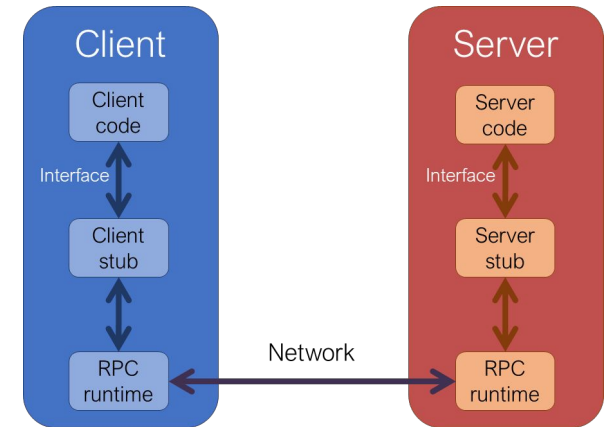 Client
Client
code
Interface
Client
stub
RPC
runtime
Network
Server
Server
code
Interface
Server
stub
RPC
runtime